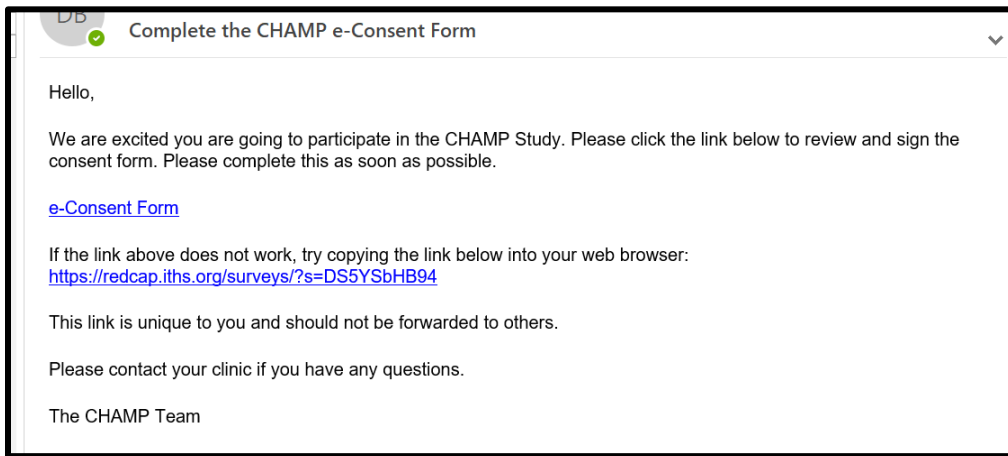 DB
Complete the CHAMP e-Consent Form
Hello,
We are excited you are going to participate in the CHAMP Study. Please click the link below to review and sign the
consent form. Please complete this as soon as possible.
e-Consent Form
If the link above does not work, try copying the link below into your web browser:
https://redcap.iths.org/surveys/?s=DS5YSbHB94
This link is unique to you and should not be forwarded to others.
Please contact your clinic if you have any questions.
The CHAMP Team